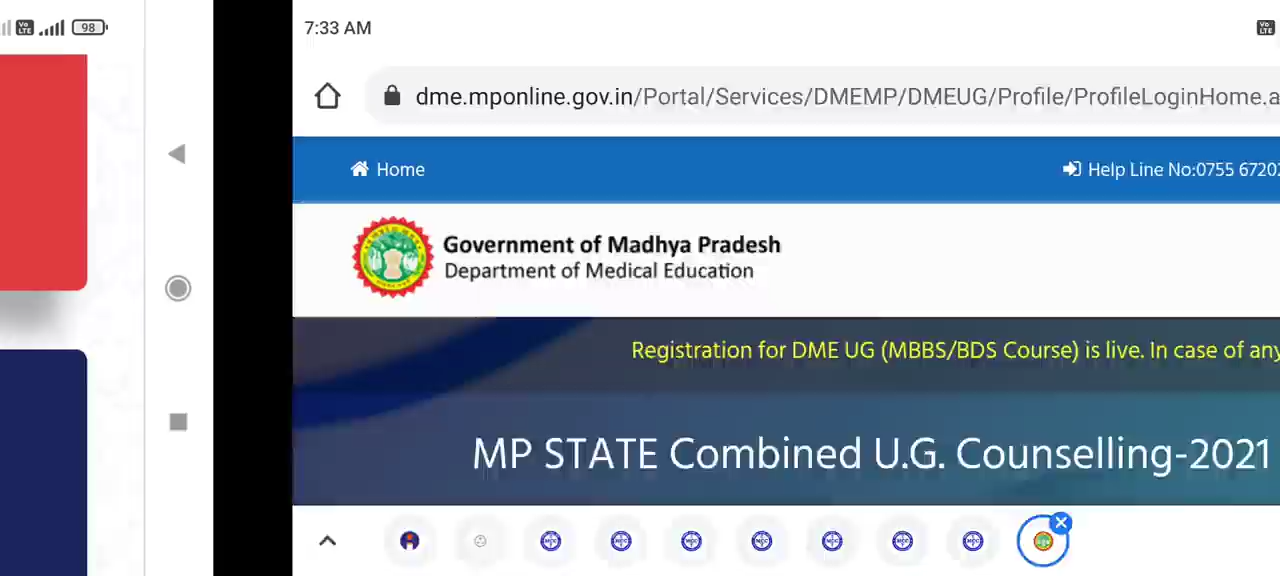 98
7:33 AM
dme.mponline.gov.in/Portal/Services/DMEMP/DMEUG/Profile/ProfileLoginHome.a
Home
Help Line No:0755 6720
Government of Madhya Pradesh
Department of Medical Education
Registration for DME UG (MBBS/BDS Course) is live. In case of any
MP STATE Combined U.G. Counselling-2021